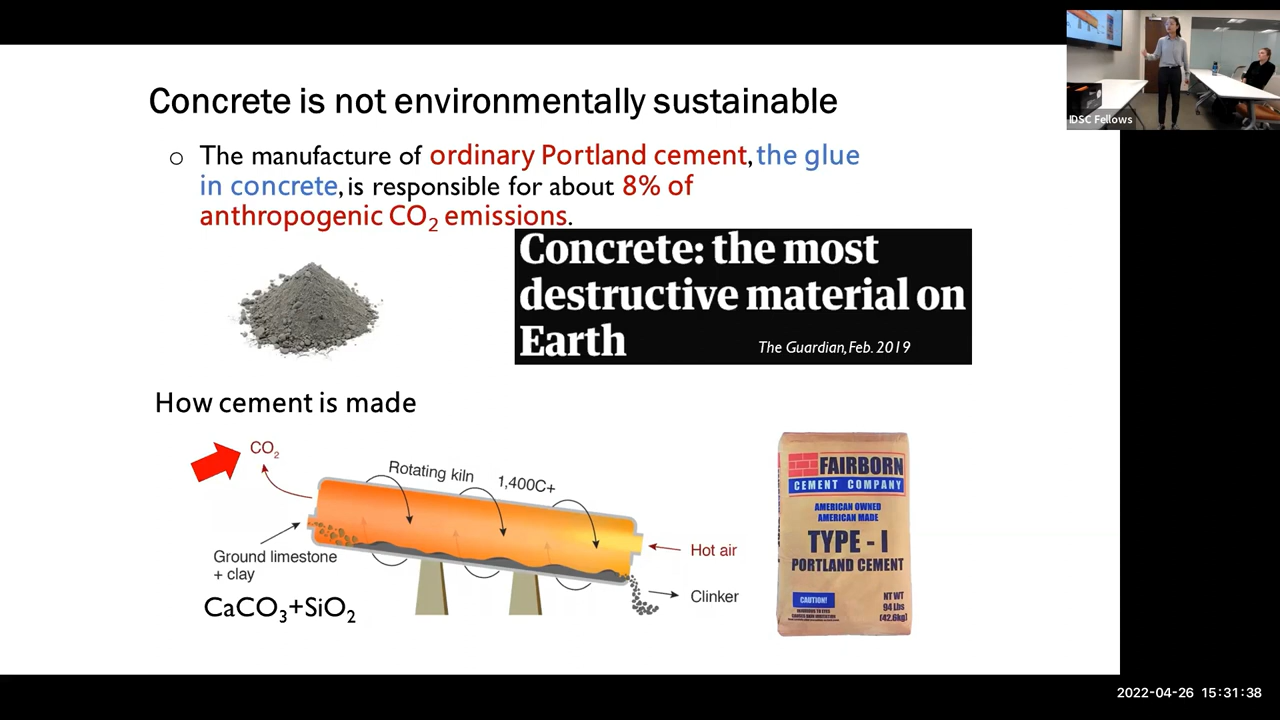 Concrete is not environmentally sustainable
IDSC Fellows
The manufacture of ordinary Portland cement, the glue
in concrete, is responsible for about 8% of
anthropogenic CO₂ emissions.
Concrete: the most
destructive material on
Earth
The Guardian, Feb. 2019
How cement is made
CO₂
Rotating kiln
1,400C+
Ground limestone
+ clay
CaCO₃+SiO₂
Hot air
Clinker
FAIRBORN
CEMENT COMPANY
AMERICAN OWNED
AMERICAN MADE
TYPE - I
PORTLAND CEMENT
CAUTION!
NT WT
94 Lbs
(42.6kg)
2022-04-26 15:31:38